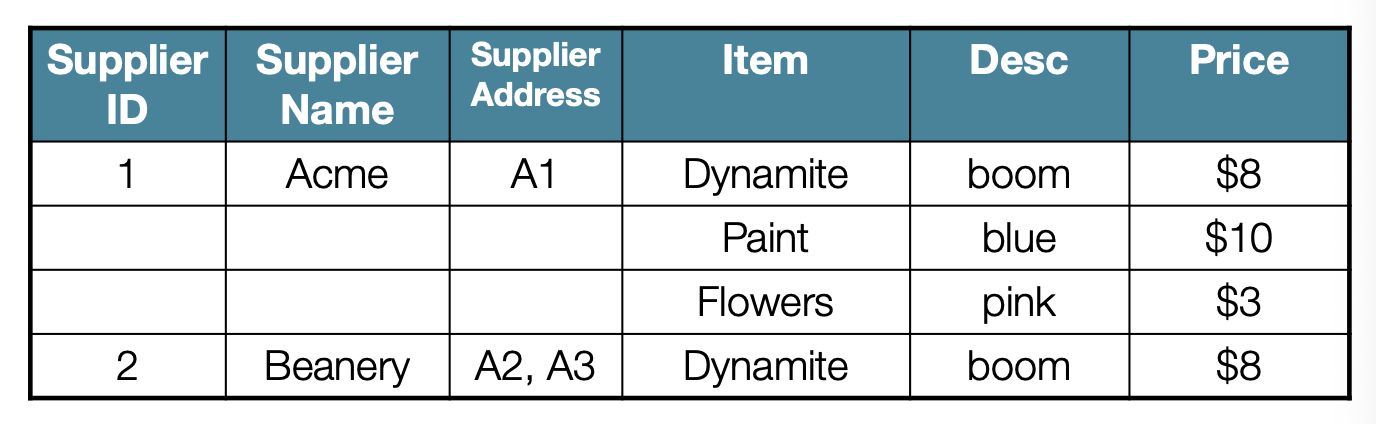 Supplier ID Supplier Name Supplier Address Item Desc Price
1 Acme A1 Dynamite boom $8
Paint blue $10
Flowers pink $3
2 Beanery A2, A3 Dynamite boom $8